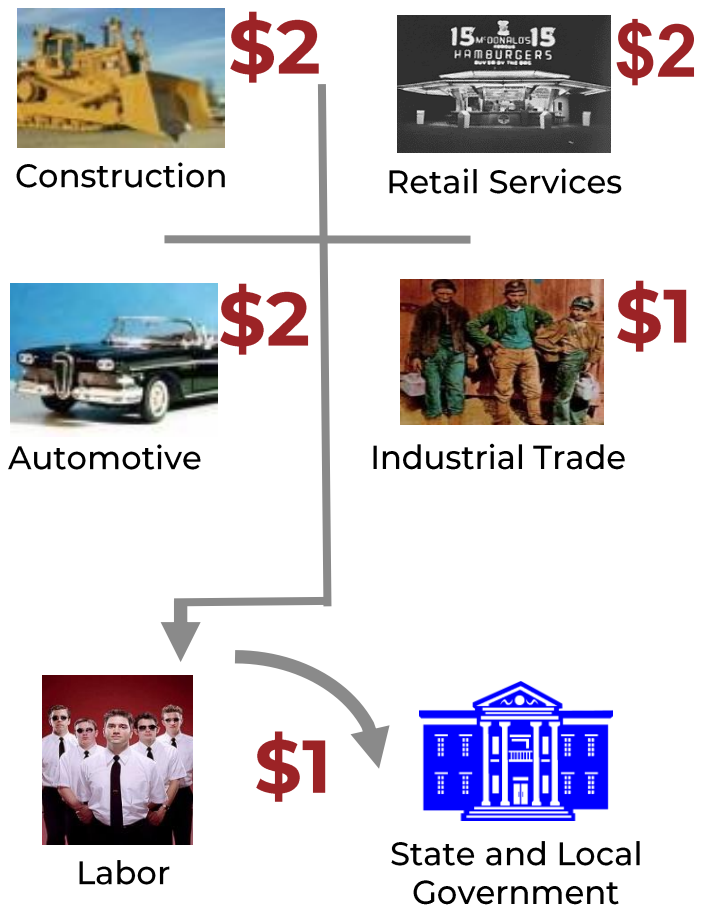 $2
$2
15 McDONALD'S 15
HAMBURGERS
Construction
Retail Services
$2
$1
Automotive
Industrial Trade
$1
Labor
State and Local
Government